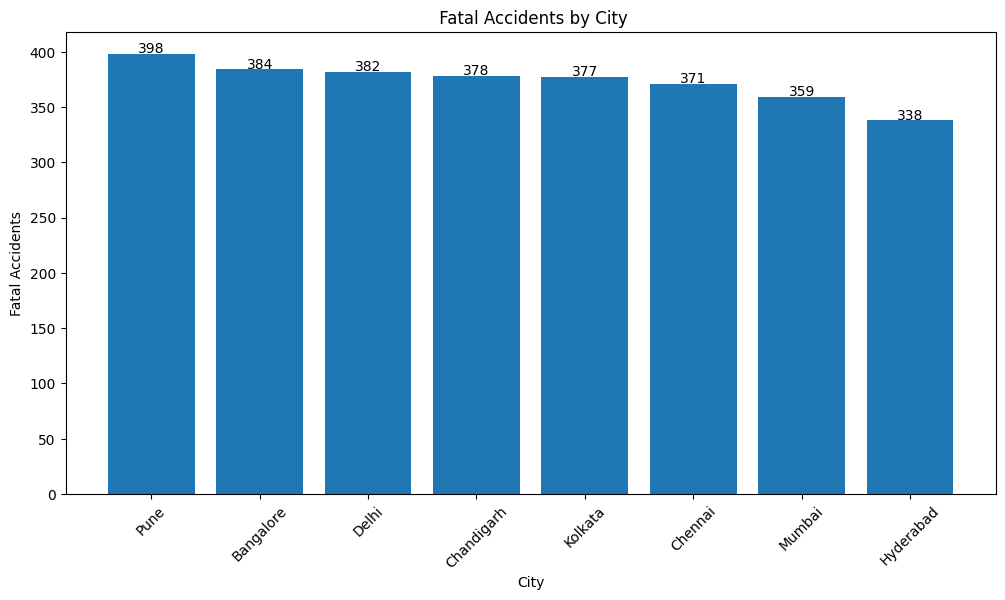 Fatal Accidents by City
Fatal Accidents
400
350
300
250
200
150
100
50
0
398
384
382
378
377
371
359
338
Pune
Bangalore
Delhi
Chandigarh
Kolkata
Chennai
Mumbai
Hyderabad
City